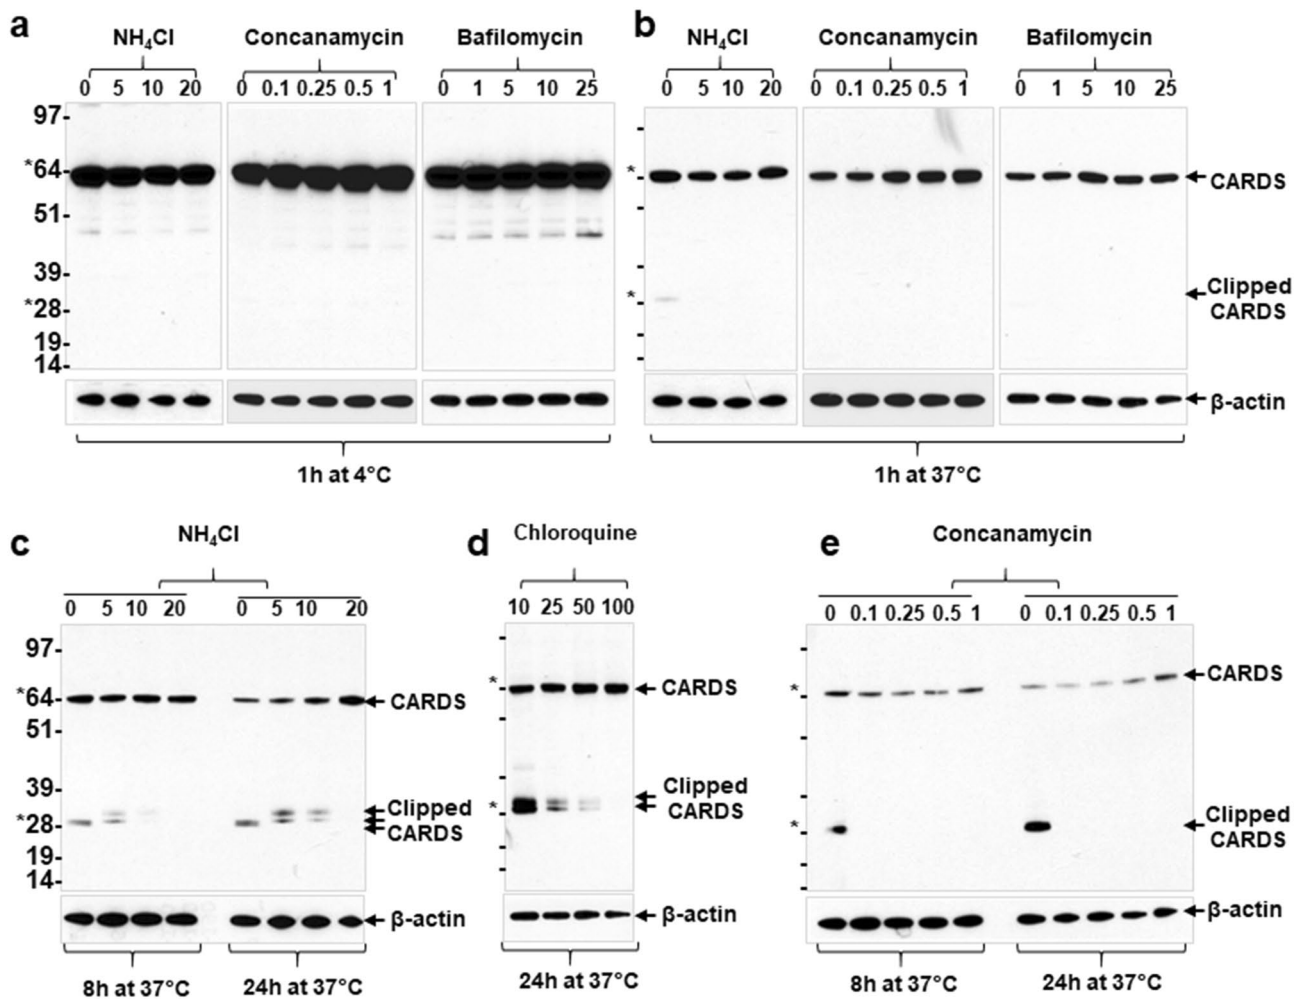 a
NH4Cl Concanamycin Bafilomycin
0 5 10 20 0 0.1 0.25 0.5 1 0 1 5 10 25
97-
*64-
51-
39-
*28-
19-
14-
1h at 4°C
b
NH4Cl Concanamycin Bafilomycin
0 5 10 20 0 0.1 0.25 0.5 1 0 1 5 10 25
*
CARDS
*
Clipped
CARDS
β-actin
1h at 37°C
c
NH4Cl
0 5 10 20 0 5 10 20
97-
*64-
51-
39-
*28-
19-
14-
CARDS
Clipped
CARDS
β-actin
8h at 37°C 24h at 37°C
d
Chloroquine
10 25 50 100
*
CARDS
Clipped
*
CARDS
β-actin
24h at 37°C
e
Concanamycin
0 0.1 0.25 0.5 1 0 0.1 0.25 0.5 1
*
CARDS
*
Clipped
CARDS
β-actin
8h at 37°C 24h at 37°C